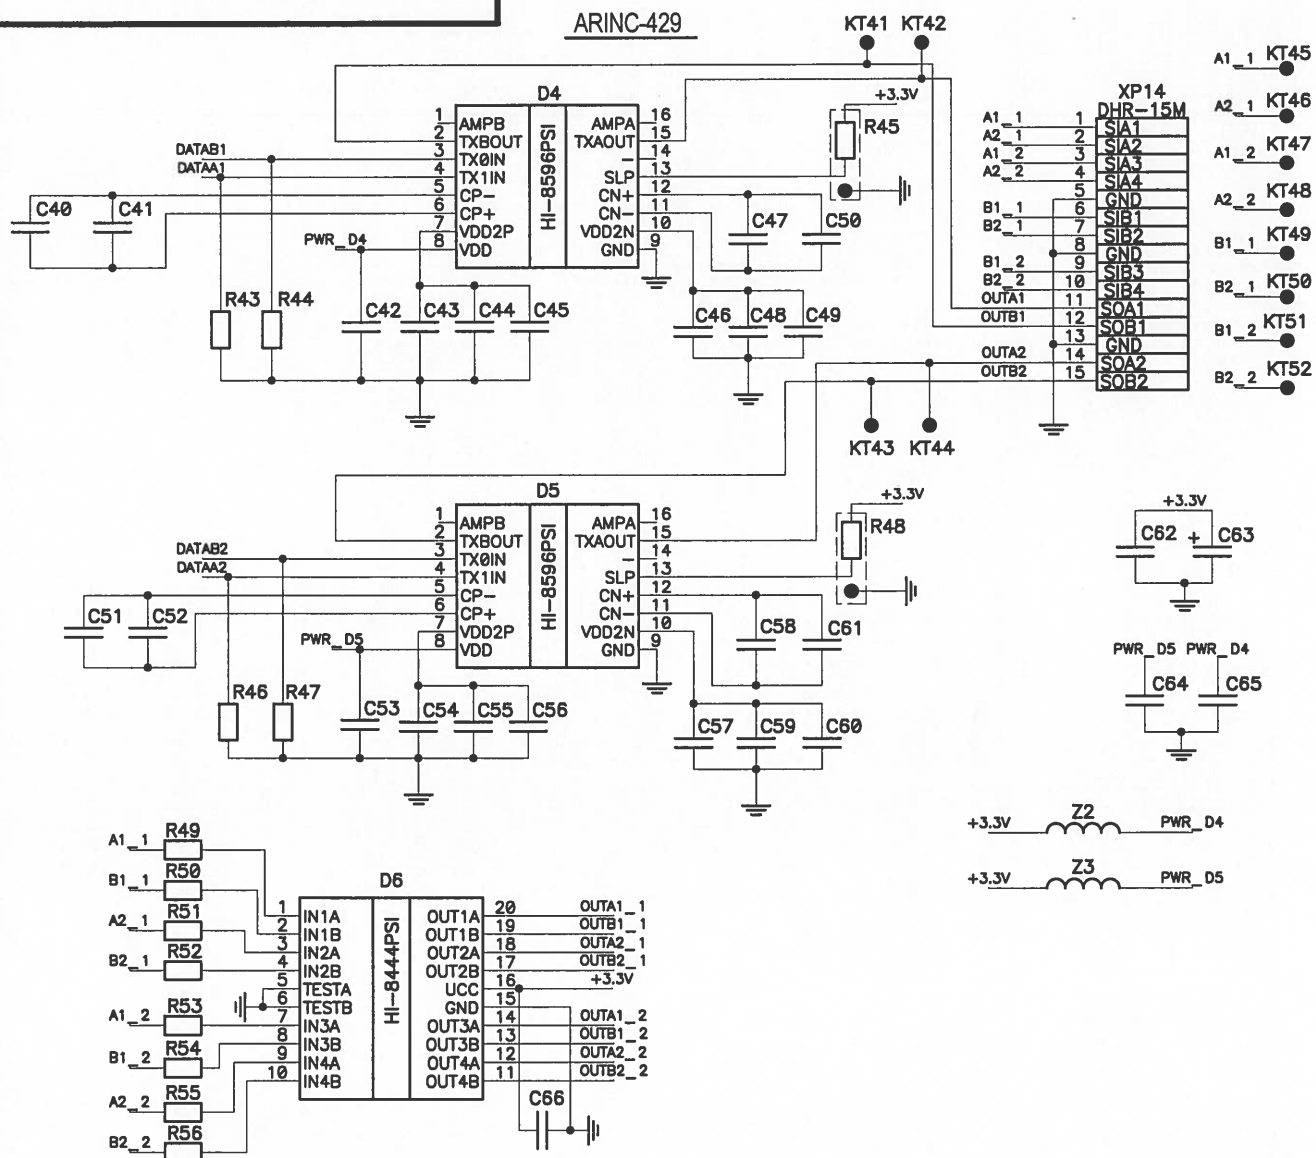 ARINC-429
KT41 KT42
D4
HI-8596PSI
1 AMPB
2 TXBOUT
3 TX0IN
4 TX1IN
5 CP-
6 CP+
7 VDD2P
8 VDD
AMPA 16
TXAOUT 15
- 14
SLP 13
CN+ 12
CN- 11
VDD2N 10
GND 9
DATAB1
DATAA1
C40 C41
PWR_D4
R43 R44
C42 C43 C44 C45
+3.3V
R45
C47 C50
C46 C48 C49
XP14
DHR-15M
A1_1 1 SIA1
A2_1 2 SIA2
A1_2 3 SIA3
A2_2 4 SIA4
5 GND
B1_1 6 SIB1
B2_1 7 SIB2
8 GND
B1_2 9 SIB3
B2_2 10 SIB4
OUTA1 11 SOA1
OUTB1 12 SOB1
13 GND
OUTA2 14 SOA2
OUTB2 15 SOB2
A1_1 KT45
A2_1 KT46
A1_2 KT47
A2_2 KT48
B1_1 KT49
B2_1 KT50
B1_2 KT51
B2_2 KT52
KT43 KT44
D5
HI-8596PSI
1 AMPB
2 TXBOUT
3 TX0IN
4 TX1IN
5 CP-
6 CP+
7 VDD2P
8 VDD
AMPA 16
TXAOUT 15
- 14
SLP 13
CN+ 12
CN- 11
VDD2N 10
GND 9
DATAB2
DATAA2
C51 C52
PWR_D5
R46 R47
C53 C54 C55 C56
+3.3V
R48
C58 C61
C57 C59 C60
+3.3V
C62 + C63
PWR_D5 PWR_D4
C64 C65
+3.3V Z2 PWR_D4
+3.3V Z3 PWR_D5
A1_1 R49
B1_1 R50
A2_1 R51
B2_1 R52
A1_2 R53
B1_2 R54
A2_2 R55
B2_2 R56
D6
HI-8444PSI
1 IN1A
2 IN1B
3 IN2A
4 IN2B
5 TESTA
6 TESTB
7 IN3A
8 IN3B
9 IN4A
10 IN4B
OUT1A 20 OUTA1_1
OUT1B 19 OUTB1_1
OUT2A 18 OUTA2_1
OUT2B 17 OUTB2_1
UCC 16 +3.3V
GND 15
OUT3A 14 OUTA1_2
OUT3B 13 OUTB1_2
OUT4A 12 OUTA2_2
OUT4B 11 OUTB2_2
C66